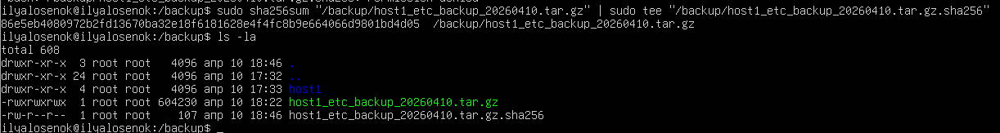 ilyalosenok@ilyalosenok:/backup$ sudo sha256sum "/backup/host1_etc_backup_20260410.tar.gz" | sudo tee "/backup/host1_etc_backup_20260410.tar.gz.sha256"
86e5eb4080972b2fd13670ba32e18f6181628e4f4fc8b9e664066d9801bd4d05  /backup/host1_etc_backup_20260410.tar.gz
ilyalosenok@ilyalosenok:/backup$ ls -la
total 608
drwxr-xr-x  3 root root   4096 апр 10 18:46 .
drwxr-xr-x 24 root root   4096 апр 10 17:32 ..
drwxr-xr-x  4 root root   4096 апр 10 17:33 host1
-rwxrwxrwx  1 root root 604230 апр 10 18:22 host1_etc_backup_20260410.tar.gz
-rw-r--r--  1 root root    107 апр 10 18:46 host1_etc_backup_20260410.tar.gz.sha256
ilyalosenok@ilyalosenok:/backup$ _